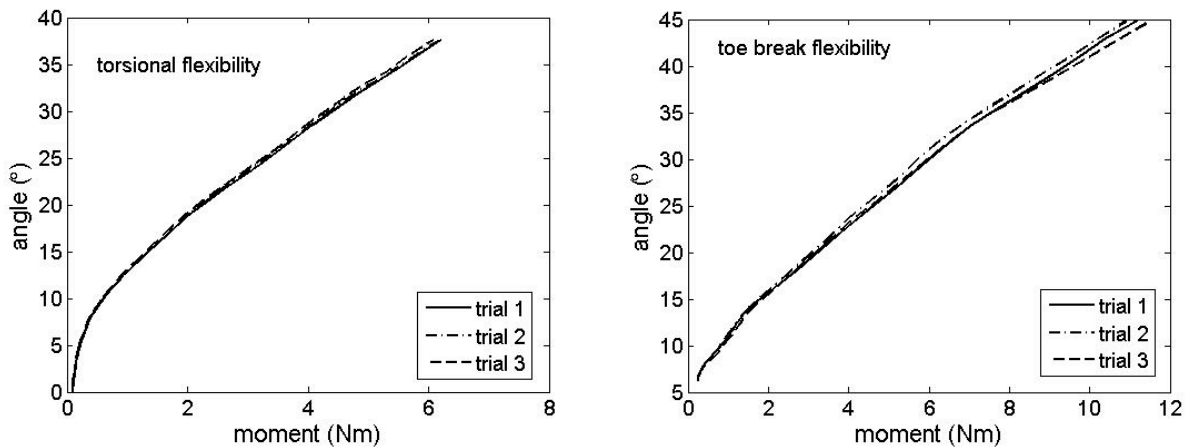 40
35
30
25
20
15
10
5
0
angle (º)
torsional flexibility
trial 1
trial 2
trial 3
0 2 4 6 8
moment (Nm)
45
40
35
30
25
20
15
10
5
angle (º)
toe break flexibility
trial 1
trial 2
trial 3
0 2 4 6 8 10 12
moment (Nm)